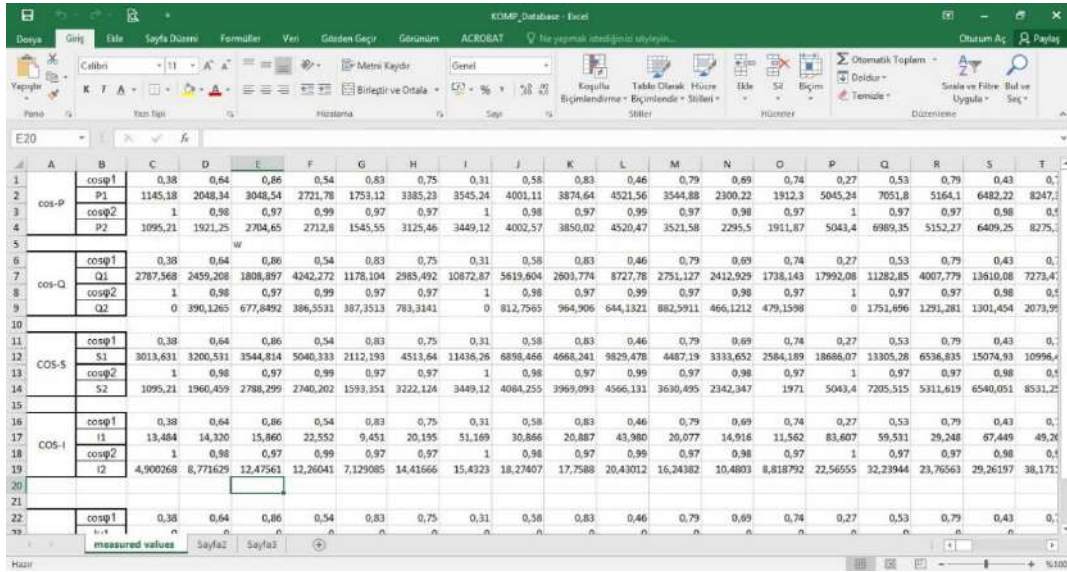 KOMP_Database - Excel
Dosya Giriş Ekle Sayfa Düzeni Formüller Veri Gözden Geçir Görünüm ACROBAT Ne yapmak istediğinizi söyleyin... Oturum Aç Paylaş
Calibri 11 Metni Kaydır Genel Otomatik Toplam
Yapıştır K T A Birleştir ve Ortala % Koşullu Biçimlendirme Tablo Olarak Biçimlendir Hücre Stilleri Ekle Sil Biçim Doldur Temizle Sırala ve Filtre Uygula Bul ve Seç
Pano Yazı Tipi Hizalama Sayı Stiller Hücreler Düzenleme
E20 fx
A B C D E F G H I J K L M N O P Q R S T
1 cosφ1 0,38 0,64 0,86 0,54 0,83 0,75 0,31 0,58 0,83 0,46 0,79 0,69 0,74 0,27 0,53 0,79 0,43 0,
cos-P
2 P1 1145,18 2048,34 3048,54 2721,78 1753,12 3385,23 3545,24 4001,11 3874,64 4521,56 3544,88 2300,22 1912,3 5045,24 7051,8 5164,1 6482,22 8247,
3 cosφ2 1 0,98 0,97 0,99 0,97 0,97 1 0,98 0,97 0,99 0,97 0,98 0,97 1 0,97 0,97 0,98 0,
4 P2 1095,21 1921,25 2704,65 2712,8 1545,55 3125,46 3449,12 4002,57 3850,02 4520,47 3521,58 2295,5 1911,87 5043,4 6989,35 5152,27 6409,25 8275,
5 w
6 cosφ1 0,38 0,64 0,86 0,54 0,83 0,75 0,31 0,58 0,83 0,46 0,79 0,69 0,74 0,27 0,53 0,79 0,43 0,
cos-Q
7 Q1 2787,568 2459,208 1808,897 4242,272 1178,104 2985,492 10872,87 5619,604 2603,774 8727,78 2751,127 2412,929 1738,143 17992,08 11282,85 4007,779 13610,08 7273,4
8 cosφ2 1 0,98 0,97 0,99 0,97 0,97 1 0,98 0,97 0,99 0,97 0,98 0,97 1 0,97 0,97 0,98 0,
9 Q2 0 390,1265 677,8492 386,5531 387,3513 783,3141 0 812,7565 964,906 644,1321 882,5911 466,1212 479,1598 0 1751,696 1291,281 1301,454 2073,9
10
11 cosφ1 0,38 0,64 0,86 0,54 0,83 0,75 0,31 0,58 0,83 0,46 0,79 0,69 0,74 0,27 0,53 0,79 0,43 0,
COS-S
12 S1 3013,631 3200,531 3544,814 5040,333 2112,193 4513,64 11436,26 6898,466 4668,241 9829,478 4487,19 3333,652 2584,189 18686,07 13305,28 6536,835 15074,93 10996,
13 cosφ2 1 0,98 0,97 0,99 0,97 0,97 1 0,98 0,97 0,99 0,97 0,98 0,97 1 0,97 0,97 0,98 0,
14 S2 1095,21 1960,459 2788,299 2740,202 1593,351 3222,124 3449,12 4084,255 3969,093 4566,131 3630,495 2342,347 1971 5043,4 7205,515 5311,619 6540,051 8531,2
15
16 cosφ1 0,38 0,64 0,86 0,54 0,83 0,75 0,31 0,58 0,83 0,46 0,79 0,69 0,74 0,27 0,53 0,79 0,43 0,
COS-I
17 I1 13,484 14,320 15,860 22,552 9,451 20,195 51,169 30,866 20,887 43,980 20,077 14,916 11,562 83,607 59,531 29,248 67,449 49,2
18 cosφ2 1 0,98 0,97 0,99 0,97 0,97 1 0,98 0,97 0,99 0,97 0,98 0,97 1 0,97 0,97 0,98 0,
19 I2 4,900268 8,771629 12,47561 12,26041 7,129085 14,41666 15,4323 18,27407 17,7588 20,43012 16,24382 10,4803 8,818792 22,56555 32,23944 23,76563 29,26197 38,171
20
21
22 cosφ1 0,38 0,64 0,86 0,54 0,83 0,75 0,31 0,58 0,83 0,46 0,79 0,69 0,74 0,27 0,53 0,79 0,43 0,
measured values Sayfa2 Sayfa3
Hazır %100